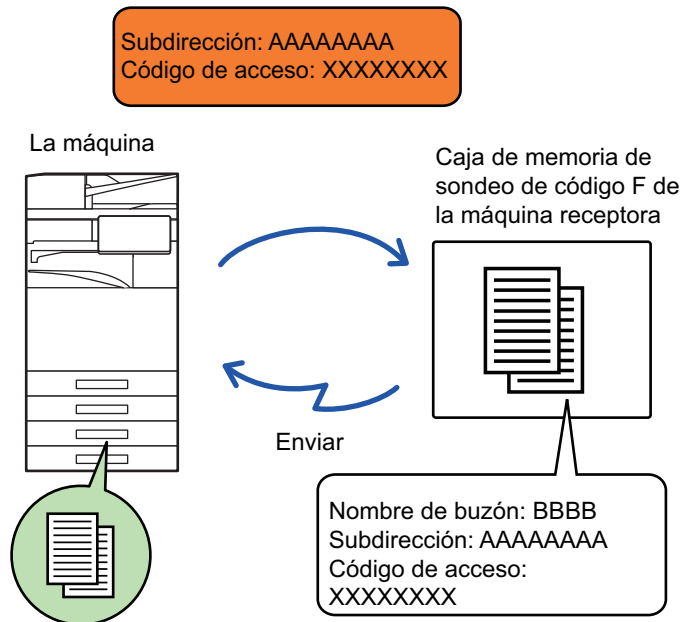 Subdirección: AAAAAAAA
Código de acceso: XXXXXXXX
La máquina
Caja de memoria de
sondeo de código F de
la máquina receptora
Enviar
Nombre de buzón: BBBB
Subdirección: AAAAAAAA
Código de acceso:
XXXXXXXX